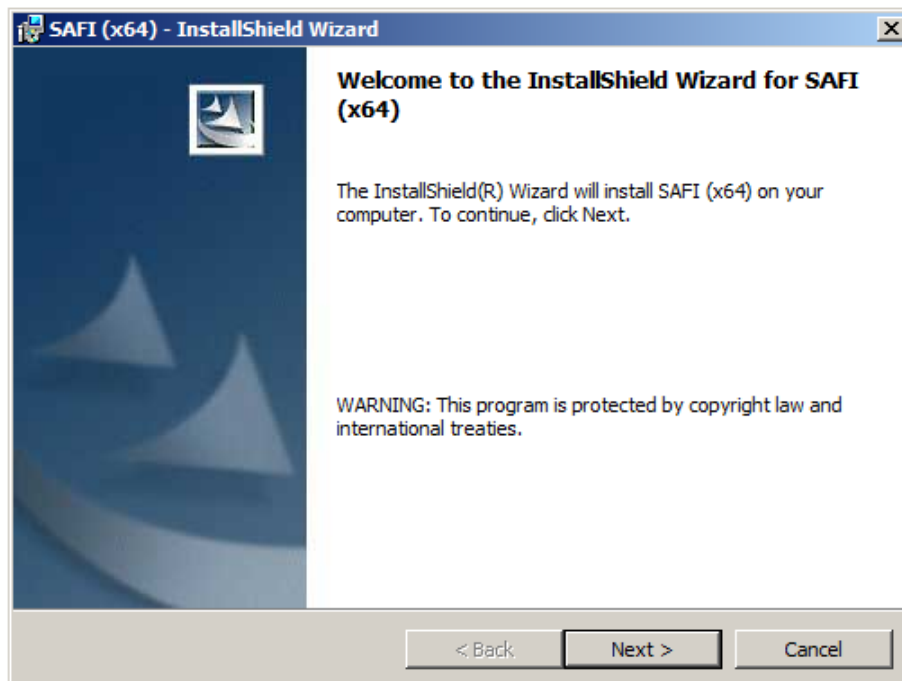 SAFI (x64) - InstallShield Wizard
Welcome to the InstallShield Wizard for SAFI
(x64)
The InstallShield(R) Wizard will install SAFI (x64) on your
computer. To continue, click Next.
WARNING: This program is protected by copyright law and
international treaties.
< Back
Next >
Cancel